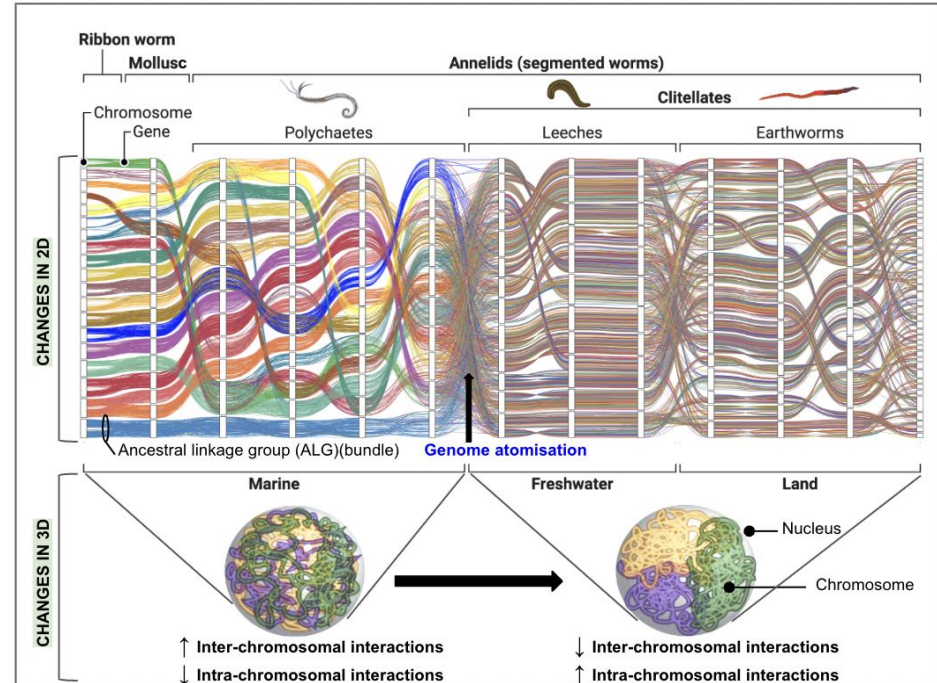 Ribbon worm
Mollusc
Annelids (segmented worms)
Clitellates
Chromosome
Gene
Polychaetes
Leeches
Earthworms
CHANGES IN 2D
Ancestral linkage group (ALG)(bundle)
Genome atomisation
Marine
Freshwater
Land
CHANGES IN 3D
Nucleus
Chromosome
↑ Inter-chromosomal interactions
↓ Intra-chromosomal interactions
↓ Inter-chromosomal interactions
↑ Intra-chromosomal interactions